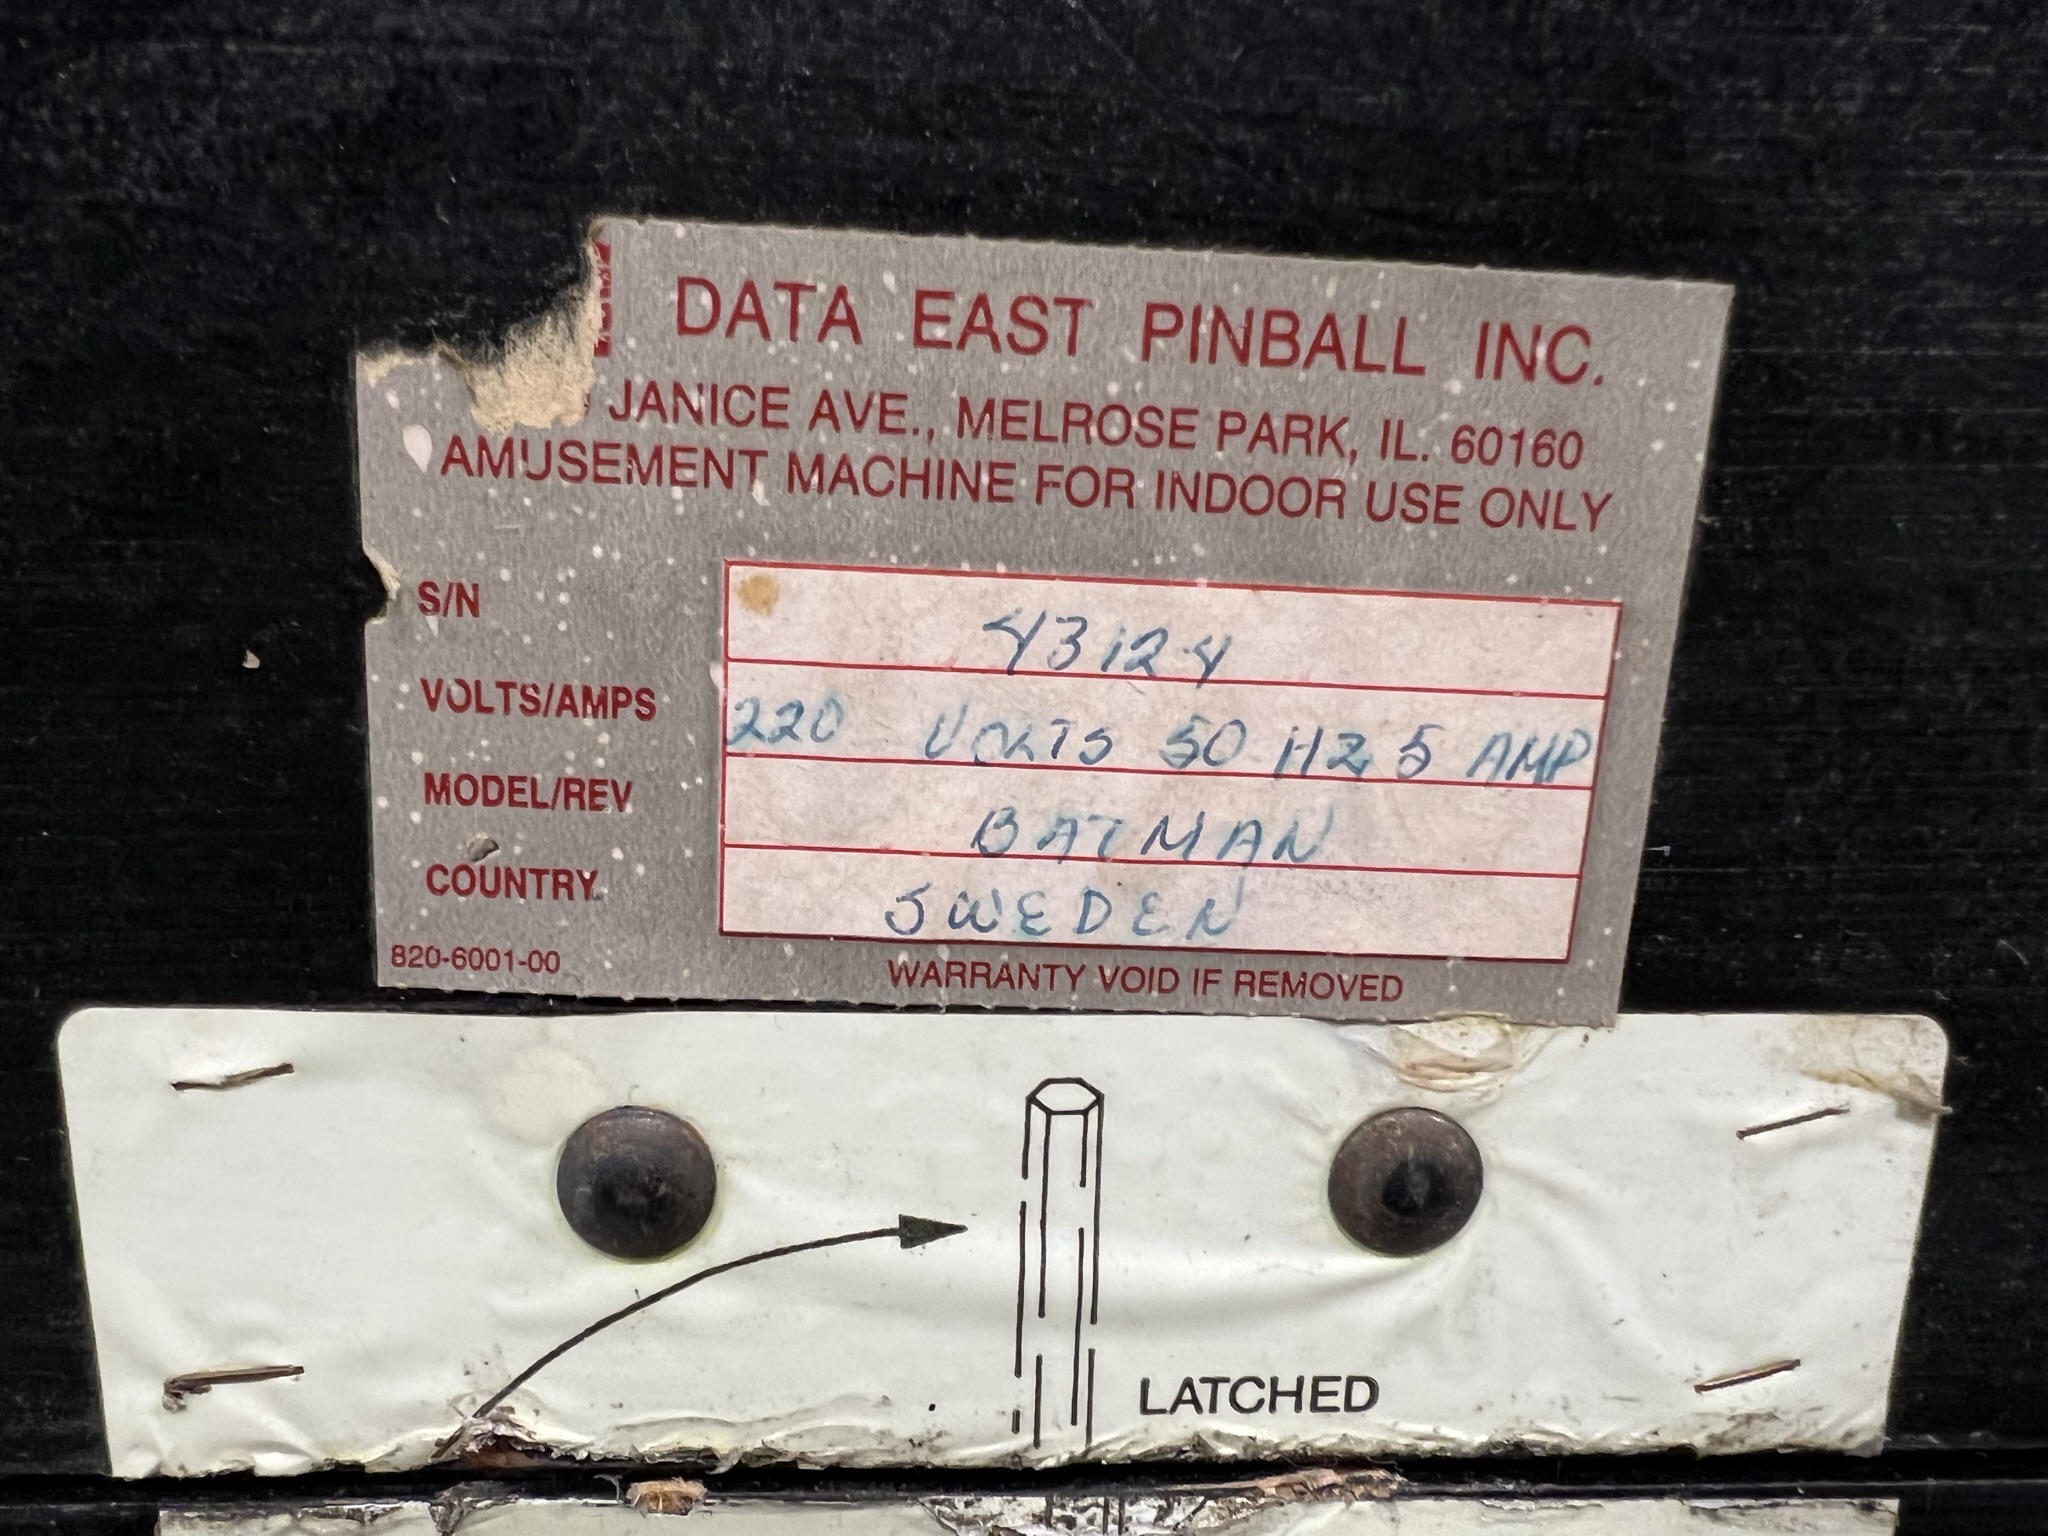 DATA EAST PINBALL INC.
JANICE AVE., MELROSE PARK, IL. 60160
AMUSEMENT MACHINE FOR INDOOR USE ONLY
S/N 43124
VOLTS/AMPS 220 VOLTS 50 HZ 5 AMP
MODEL/REV BATMAN
COUNTRY SWEDEN
820-6001-00 WARRANTY VOID IF REMOVED
LATCHED